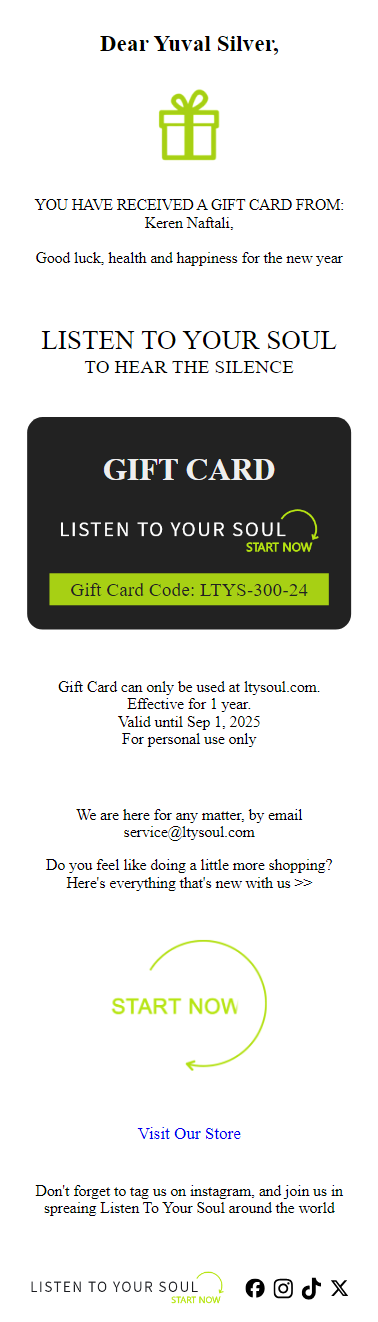 Dear Yuval Silver,
YOU HAVE RECEIVED A GIFT CARD FROM:
Keren Naftali,
Good luck, health and happiness for the new year
LISTEN TO YOUR SOUL
TO HEAR THE SILENCE
GIFT CARD
LISTEN TO YOUR SOUL
START NOW
Gift Card Code: LTYS-300-24
Gift Card can only be used at ltysoul.com.
Effective for 1 year.
Valid until Sep 1, 2025
For personal use only
We are here for any matter, by email
service@ltysoul.com
Do you feel like doing a little more shopping?
Here's everything that's new with us >>
START NOW
Visit Our Store
Don't forget to tag us on instagram, and join us in
spreaing Listen To Your Soul around the world
LISTEN TO YOUR SOUL
START NOW